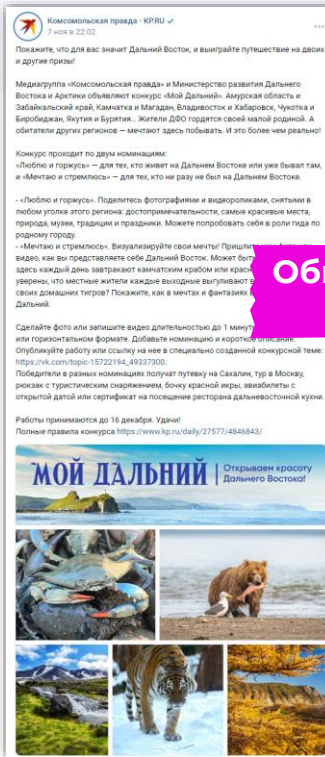 Комсомольская правда - KP.RU
7 ноя в 22:02
Покажите, что для вас значит Дальний Восток, и выиграйте путешествие на двоих
и другие призы!
Медиагруппа «Комсомольская правда» и Министерство развития Дальнего
Востока и Арктики объявляют конкурс «Мой Дальний». Амурская область и
Забайкальский край, Камчатка и Магадан, Владивосток и Хабаровск, Чукотка и
Биробиджан, Якутия и Бурятия... Жители ДФО гордятся своей малой родиной. А
обитатели других регионов — мечтают здесь побывать. И это более чем реально!
Конкурс проходит по двум номинациям:
«Люблю и горжусь» — для тех, кто живет на Дальнем Востоке или уже бывал там,
и «Мечтаю и стремлюсь» — для тех, кто ни разу не был на Дальнем Востоке.
- «Люблю и горжусь». Поделитесь фотографиями и видеороликами, снятыми в
любом уголке этого региона: достопримечательности, самые красивые места,
природа, музеи, традиции и праздники. Можете попробовать себя в роли гида по
родному городу.
- «Мечтаю и стремлюсь». Визуализируйте свои мечты! Пришлите
видео, как вы представляете себе Дальний Восток. Может быть
здесь каждый день завтракают камчатским крабом или
уверены, что местные жители каждые выходные выгуливают
своих домашних тигров? Покажите, как в мечтах и фантазиях
Дальний.
Сделайте фото или запишите видео длительностью до 1
или горизонтальном формате. Добавьте номинацию и короткое описание.
Опубликуйте работу или ссылку на нее в специально созданной конкурсной теме:
https://vk.com/topic-15722194_49337300.
Победители в разных номинациях получат путевку на Сахалин, тур в Москву,
рюкзак с туристическим снаряжением, бочку красной икры, авиабилеты с
открытой датой или сертификат на посещение ресторана дальневосточной кухни.
Работы принимаются до 16 декабря. Удачи!
Полные правила конкурса https://www.kp.ru/daily/27577/4846843/
МОЙ ДАЛЬНИЙ
Открываем красоту
Дальнего Востока!